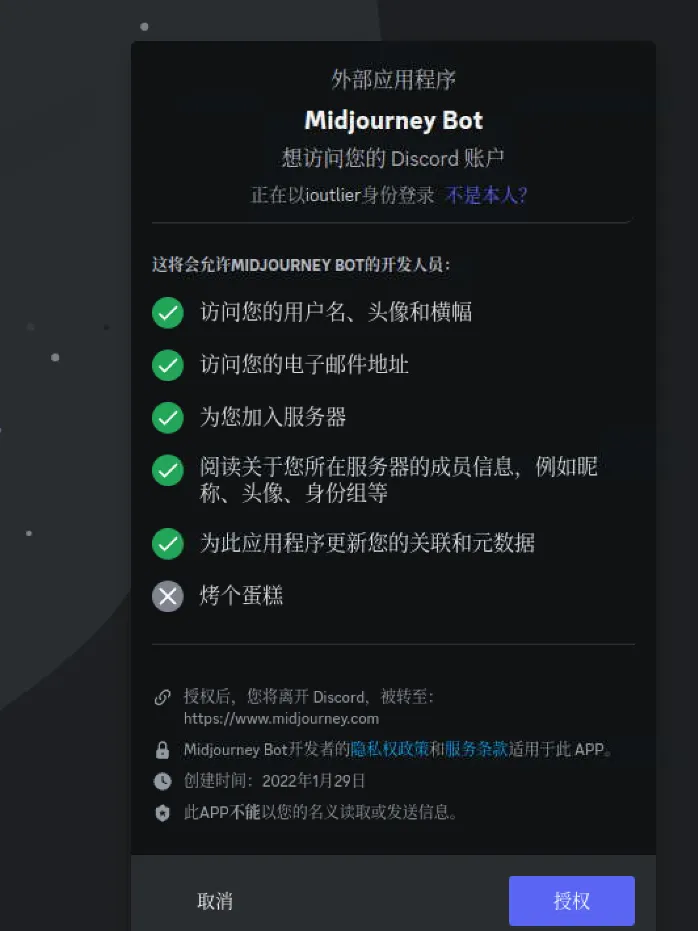 外部应用程序
Midjourney Bot
想访问您的 Discord 账户
正在以ioutlier身份登录 不是本人？
这将会允许MIDJOURNEY BOT的开发人员：
访问您的用户名、头像和横幅
访问您的电子邮件地址
为您加入服务器
阅读关于您所在服务器的成员信息，例如昵
称、头像、身份组等
为此应用程序更新您的关联和元数据
烤个蛋糕
授权后，您将离开 Discord，被转至：
https://www.midjourney.com
Midjourney Bot开发者的隐私权政策和服务条款适用于此 APP。
创建时间：2022年1月29日
此APP不能以您的名义读取或发送信息。
取消 授权